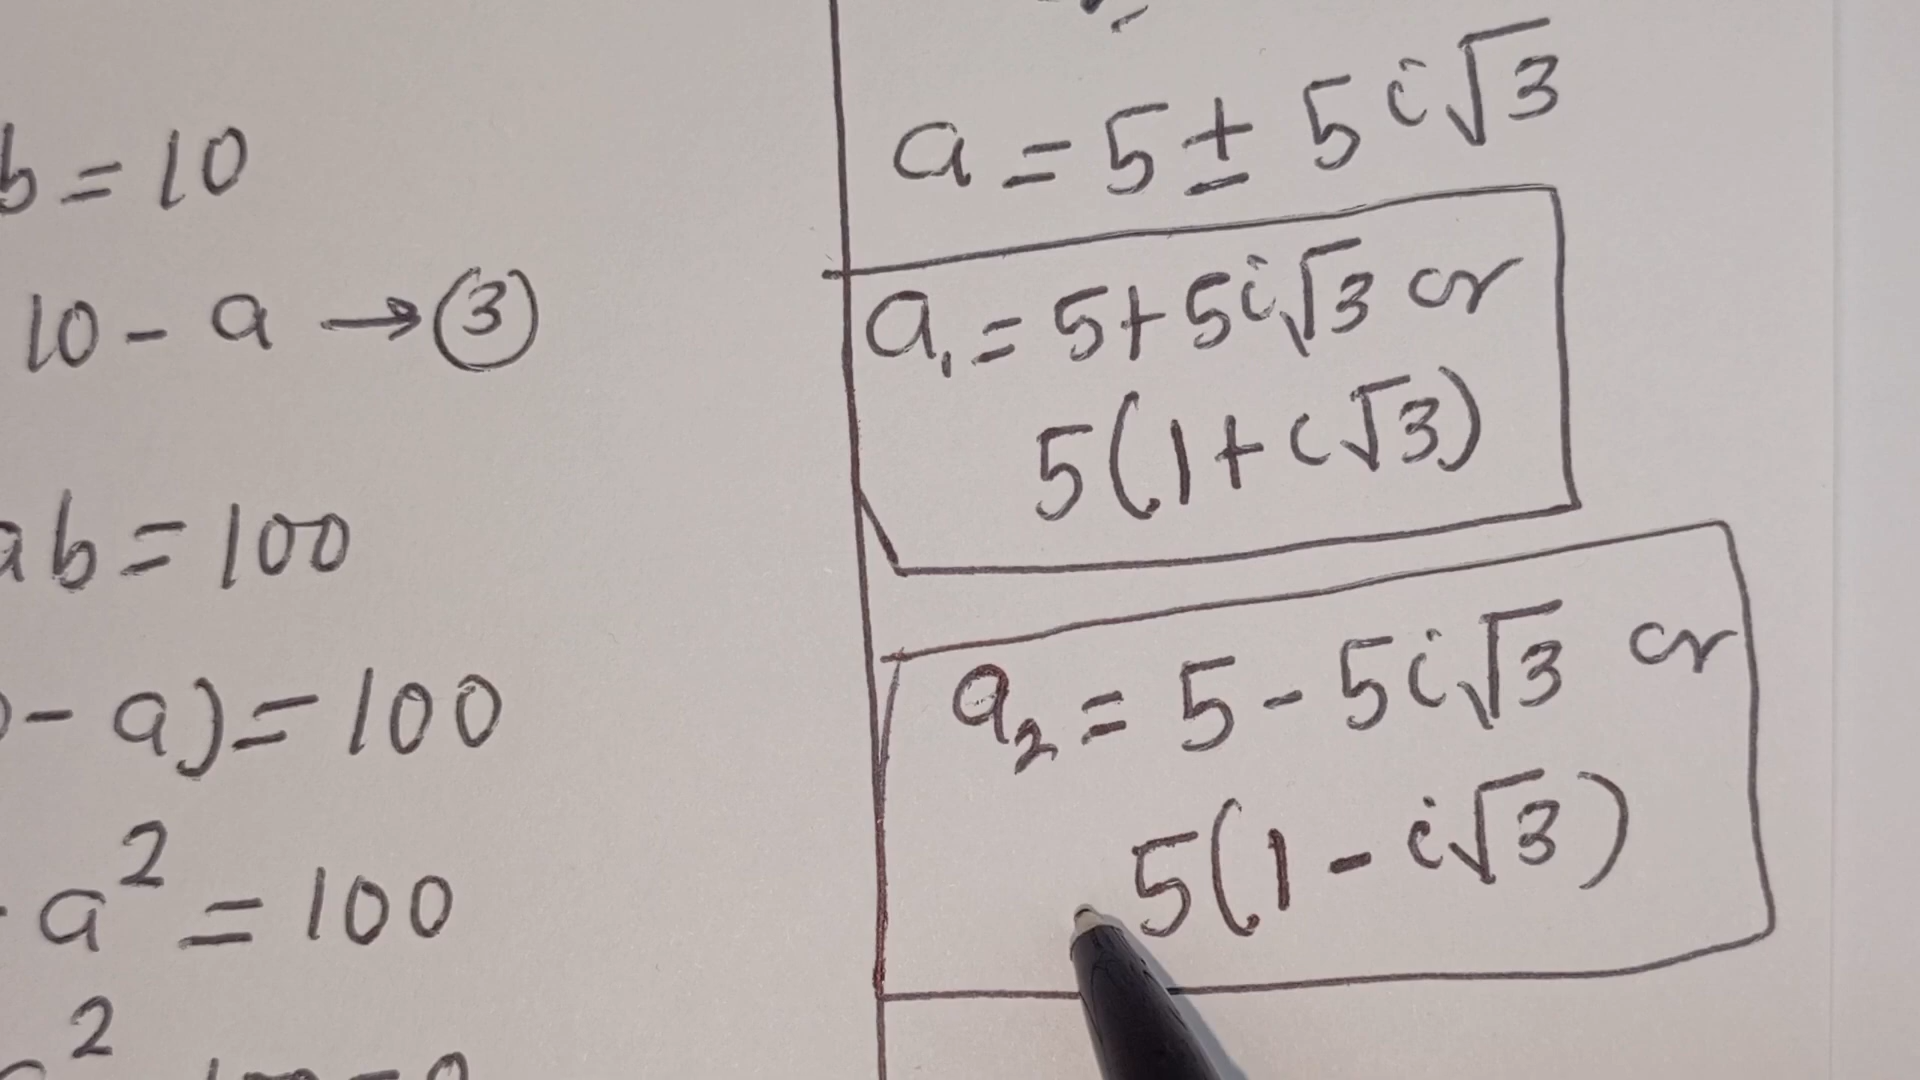 b = 10
10 - a → ③
ab = 100
- a) = 100
- a² = 100
a = 5 ± 5i√3
a₁ = 5 + 5i√3 or
5(1 + i√3)
a₂ = 5 - 5i√3 or
5(1 - i√3)